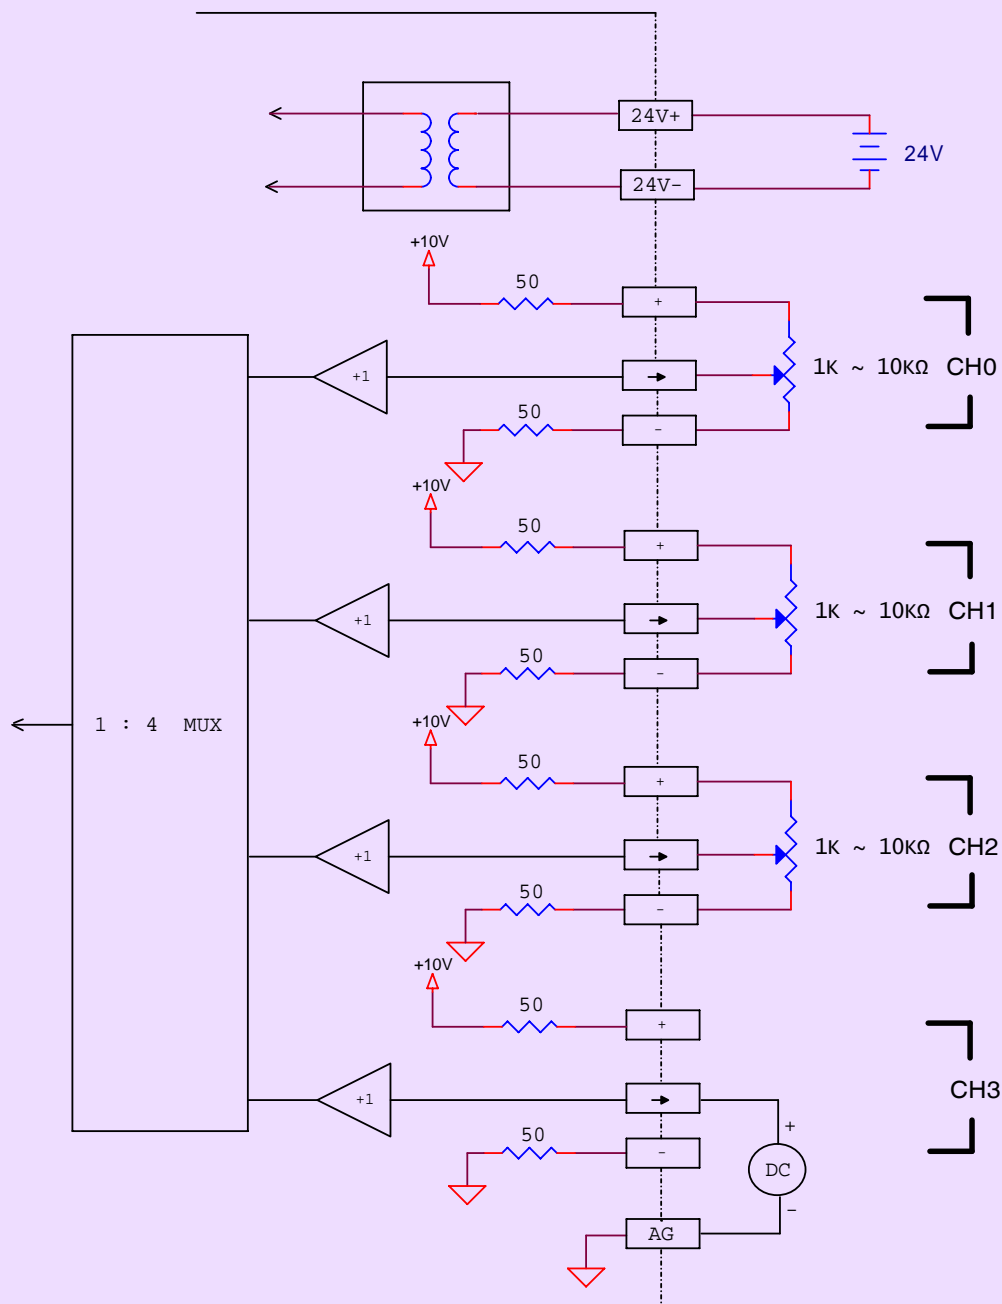 24V+
24V
24V-
+10V
50
+
+1
→
1K ~ 10KΩ CH0
50
-
+10V
50
+
+1
→
1K ~ 10KΩ CH1
50
-
+10V
1 : 4 MUX
50
+
+1
→
1K ~ 10KΩ CH2
50
-
+10V
50
+
CH3
+1
→
+
50
-
DC
-
AG